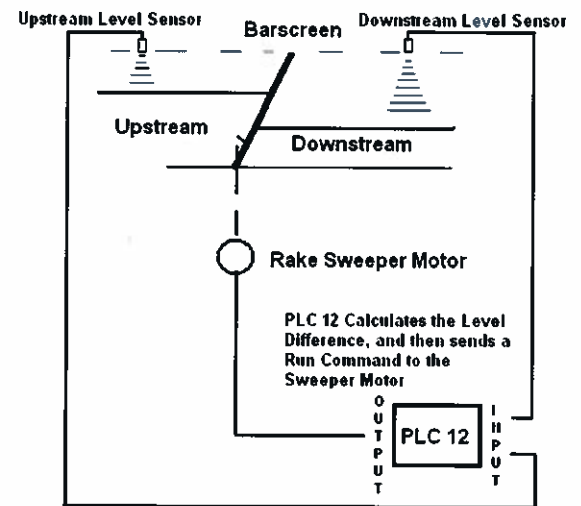 Upstream Level Sensor
Downstream Level Sensor
Barscreen
Upstream
Downstream
Rake Sweeper Motor
PLC 12 Calculates the Level
Difference, and then sends a
Run Command to the
Sweeper Motor
OUTPUT
PLC 12
INPUT